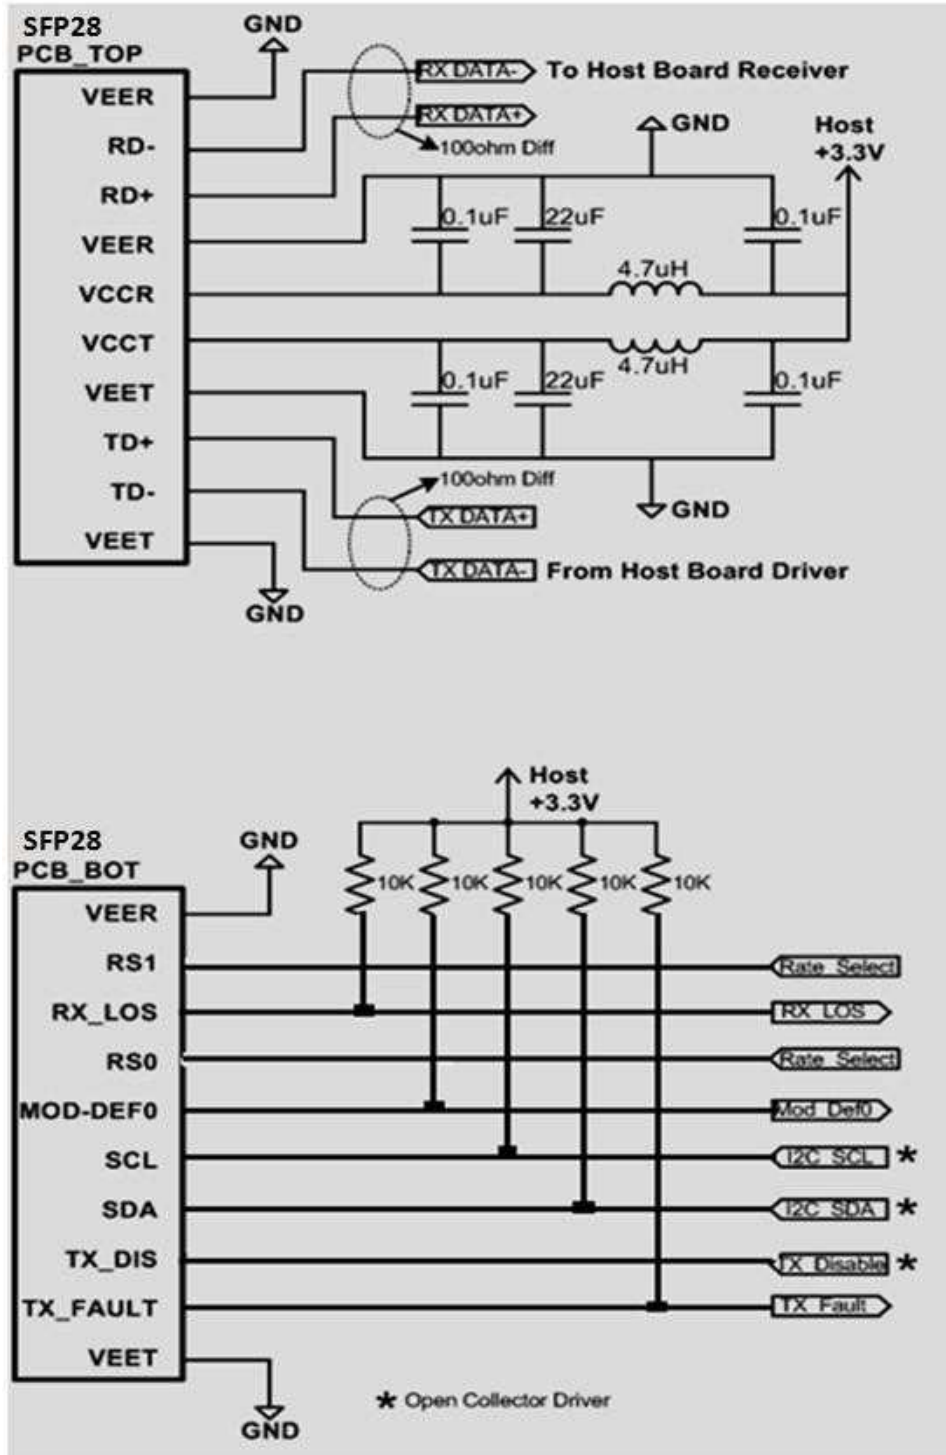 SFP28
PCB_TOP
GND
VEER
RX DATA- To Host Board Receiver
RD-
RX DATA+
100ohm Diff
GND
Host
+3.3V
RD+
0.1uF 22uF 0.1uF
VEER
4.7uH
VCCR
VCCT
4.7uH
0.1uF 22uF 0.1uF
VEET
TD+
100ohm Diff
TD-
GND
TX DATA+
VEET
TX DATA- From Host Board Driver
GND
Host
+3.3V
SFP28
PCB_BOT
GND
10K 10K 10K 10K 10K
VEER
RS1 Rate Select
RX_LOS RX LOS
RS0 Rate Select
MOD-DEF0 Mod Def0
SCL I2C SCL *
SDA I2C SDA *
TX_DIS TX Disable *
TX_FAULT TX Fault
VEET
* Open Collector Driver
GND